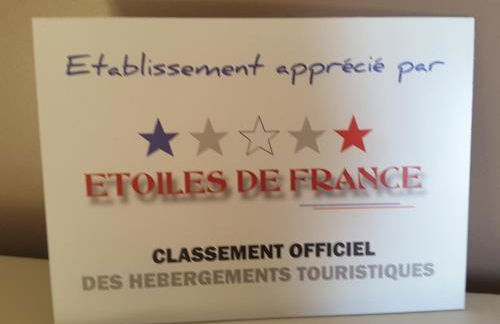 Etablissement apprécié par
ETOILES DE FRANCE
CLASSEMENT OFFICIEL
DES HEBERGEMENTS TOURISTIQUES